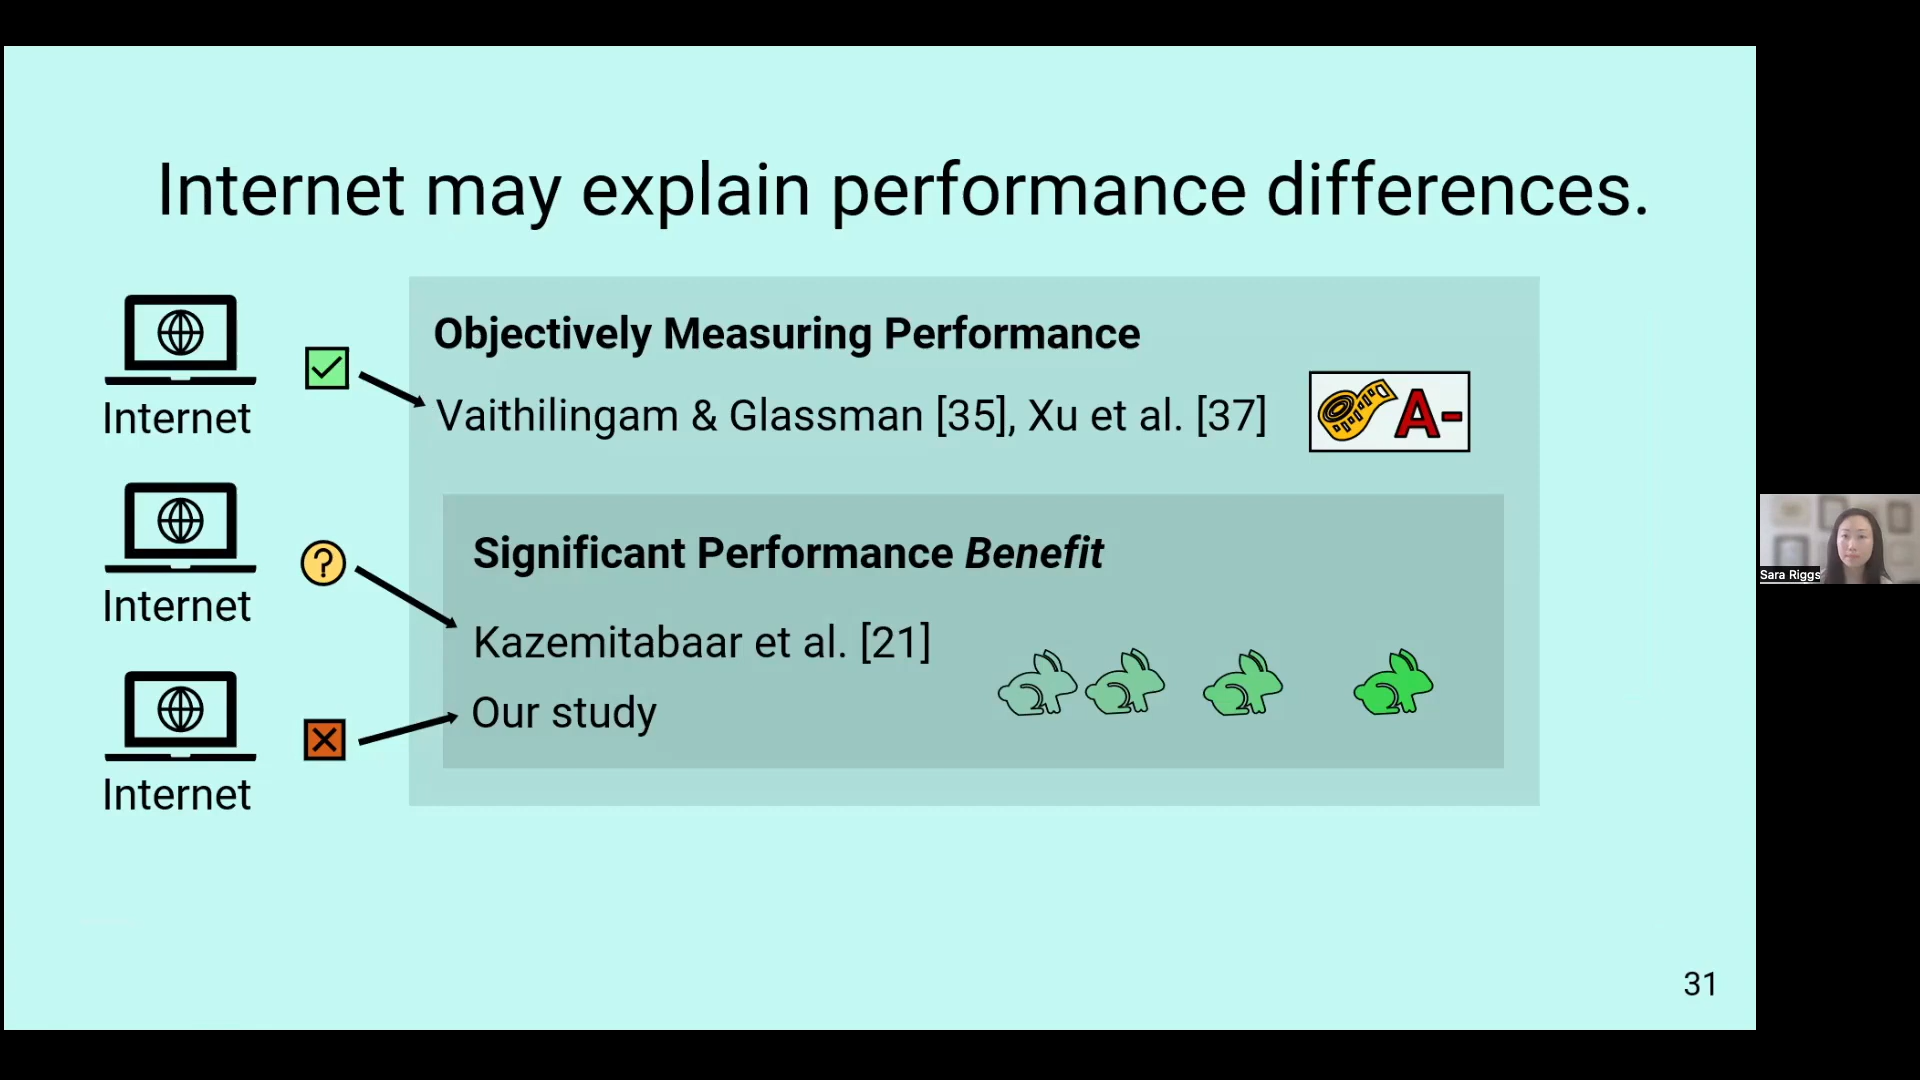 Internet may explain performance differences.
Internet
Objectively Measuring Performance
Vaithilingam & Glassman [35], Xu et al. [37]
A-
Internet
?
Significant Performance Benefit
Kazemitabaar et al. [21]
Internet
Our study
Sara Riggs
31